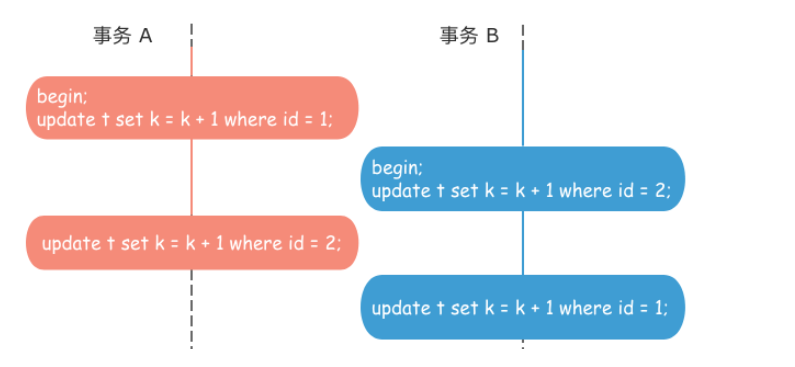 事务 A
事务 B
begin;
update t set k = k + 1 where id = 1;
begin;
update t set k = k + 1 where id = 2;
update t set k = k + 1 where id = 2;
update t set k = k + 1 where id = 1;